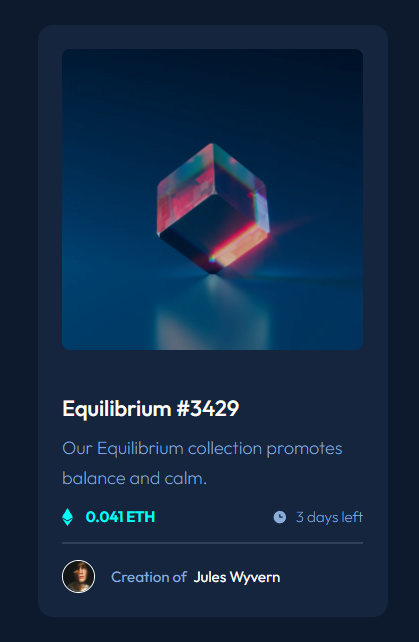 Equilibrium #3429
Our Equilibrium collection promotes
balance and calm.
0.041 ETH
3 days left
Creation of Jules Wyvern